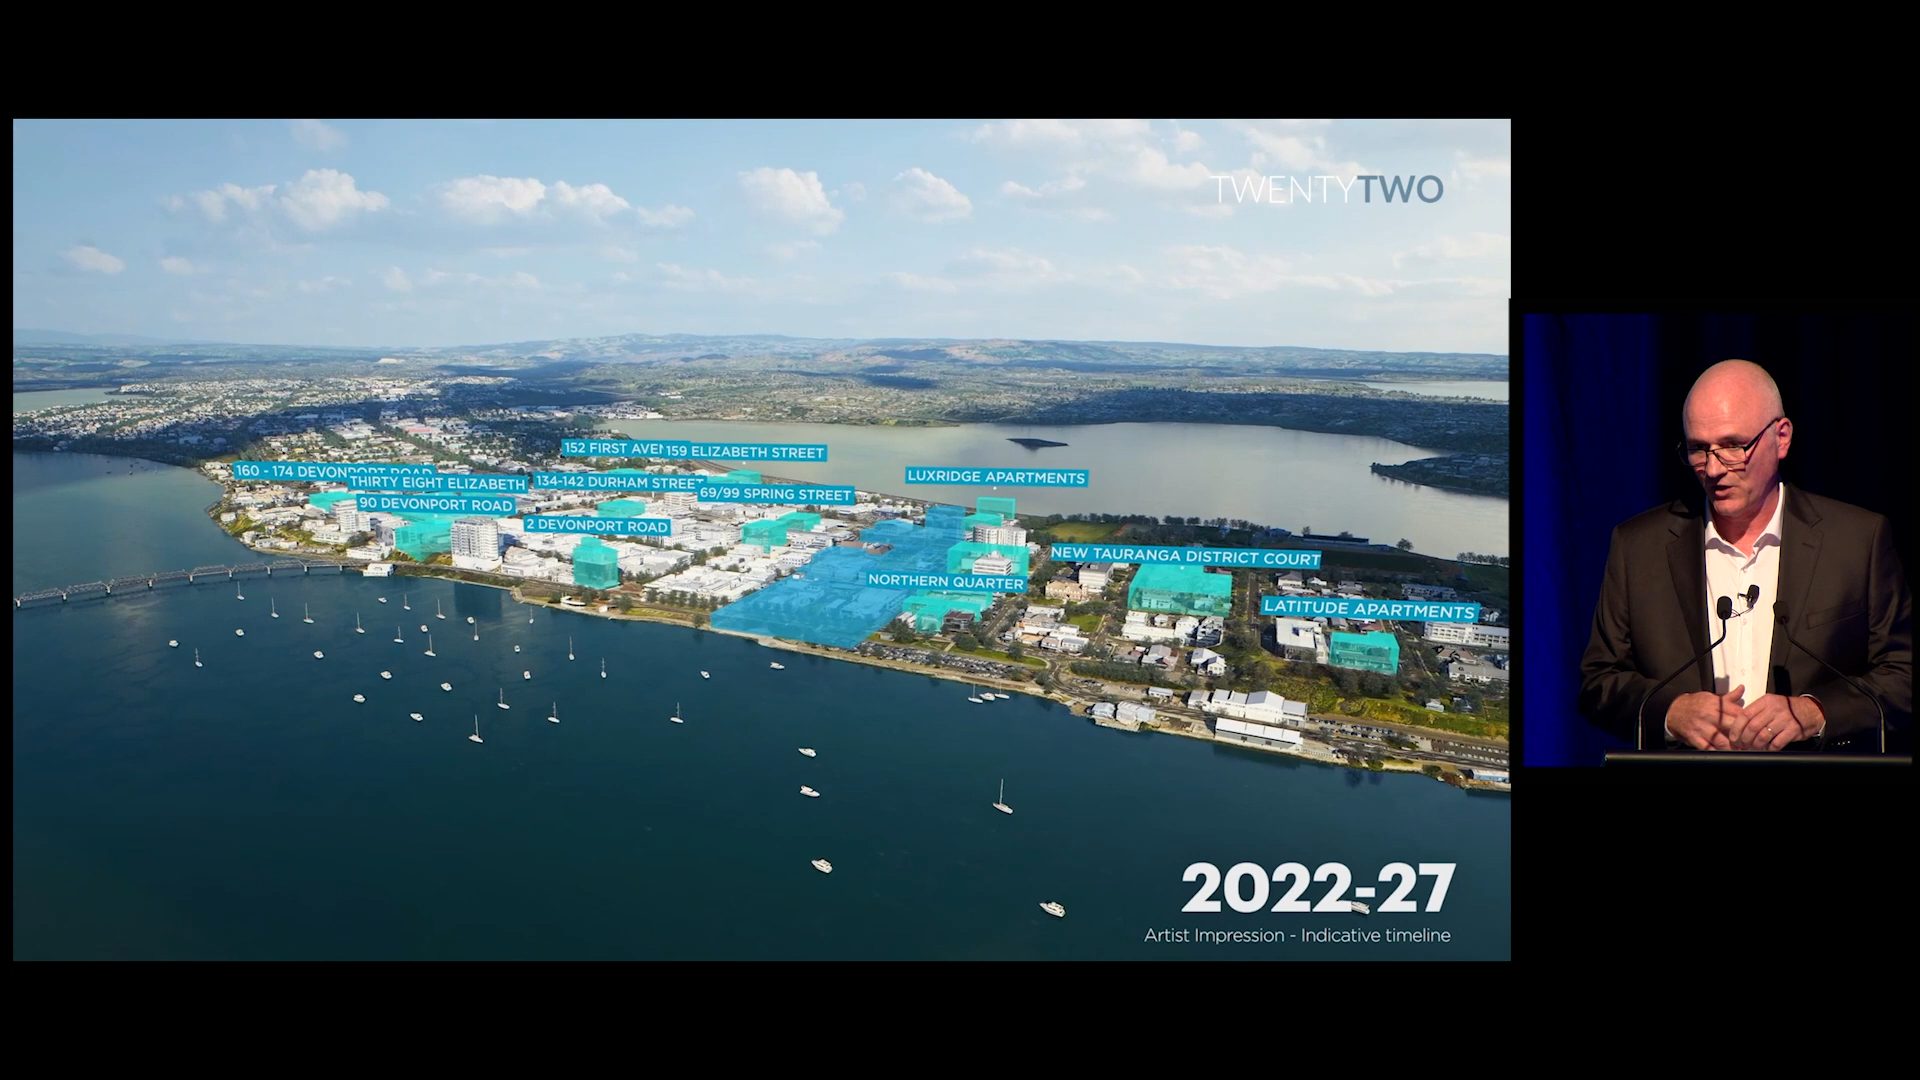 TWENTYTWO
152 FIRST AVE
159 ELIZABETH STREET
160 - 174 DEVONPORT ROAD
THIRTY EIGHT ELIZABETH
134-142 DURHAM STREET
69/99 SPRING STREET
LUXRIDGE APARTMENTS
90 DEVONPORT ROAD
2 DEVONPORT ROAD
NEW TAURANGA DISTRICT COURT
NORTHERN QUARTER
LATITUDE APARTMENTS
2022-27
Artist Impression - Indicative timeline